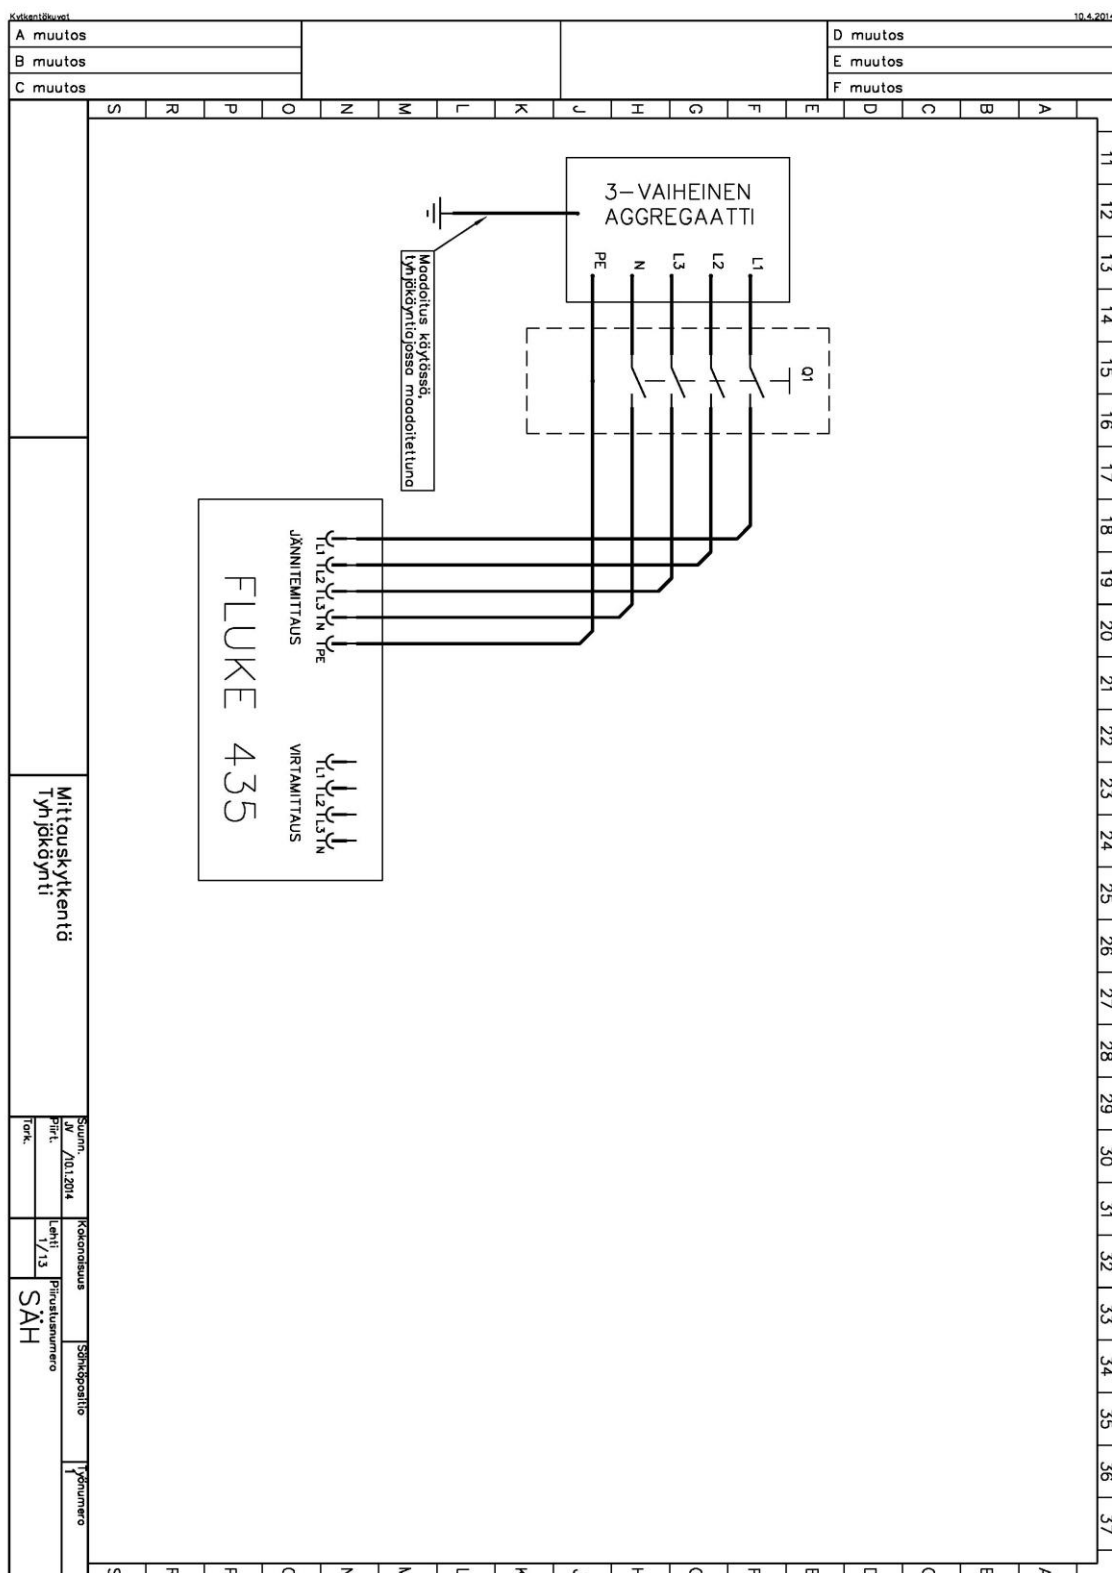 Kytkentäkuvat
10.4.2014
A muutos
B muutos
C muutos
D muutos
E muutos
F muutos
S R P O N M L K J H G F E D C B A
11
12
13
14
15
16
17
18
19
20
21
22
23
24
25
26
27
28
29
30
31
32
33
34
35
36
37
3-VAIHEINEN
AGGREGAATTI
PE N L3 L2 L1
Q1
Maadoitus käytössä,
tyhjäkäyntiajossa maadoitettuna
L1 L2 L3 N PE
JÄNNITEMITTAUS
L1 L2 L3 N
VIRTAMITTAUS
FLUKE 435
Mittauskytkentä
Tyhjäkäynti
Suunn.
JV /10.1.2014
Piirt.
Tark.
Kokonaisuus
Lehti
1/13
Piirustusnumero
SÄH
Sähköpositio
Työnumero
1
S R P O N M L K J H G F E D C B A